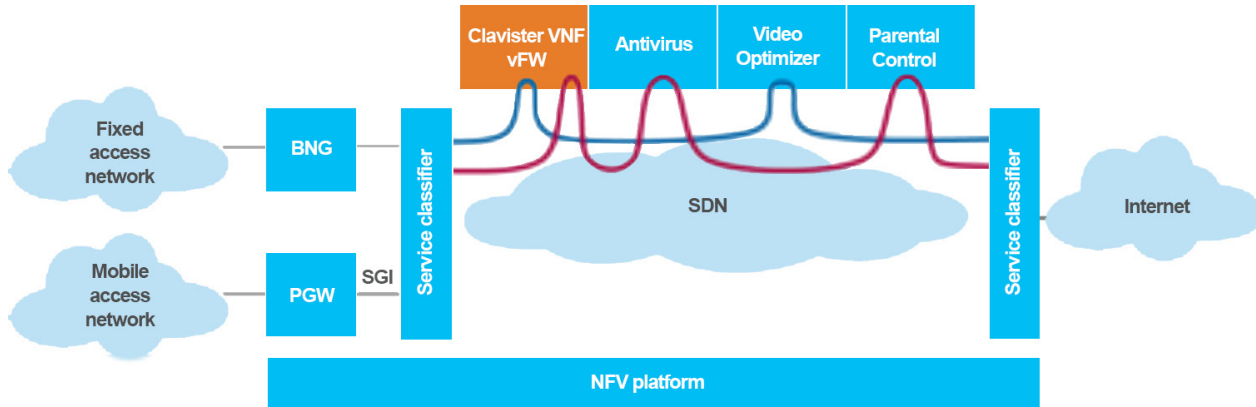 Clavister VNF
vFW
Antivirus
Video
Optimizer
Parental
Control
Fixed
access
network
BNG
Service classifier
SDN
Service classifier
Internet
Mobile
access
network
PGW
SGI
NFV platform